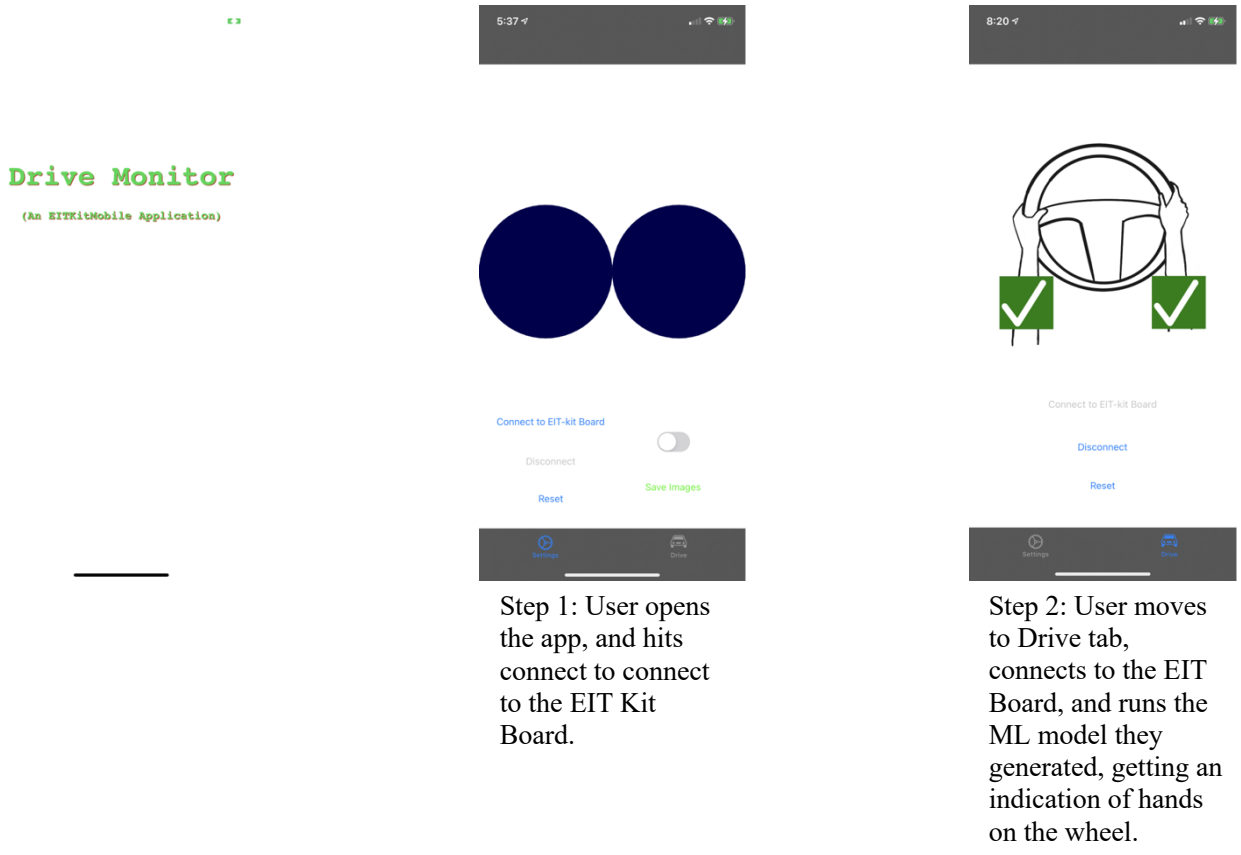 Drive Monitor
(An EITKitMobile Application)
5:37
Connect to EIT-kit Board
Disconnect
Reset
Save Images
Settings
Drive
Step 1: User opens
the app, and hits
connect to connect
to the EIT Kit
Board.
8:20
Connect to EIT-kit Board
Disconnect
Reset
Settings
Drive
Step 2: User moves
to Drive tab,
connects to the EIT
Board, and runs the
ML model they
generated, getting an
indication of hands
on the wheel.